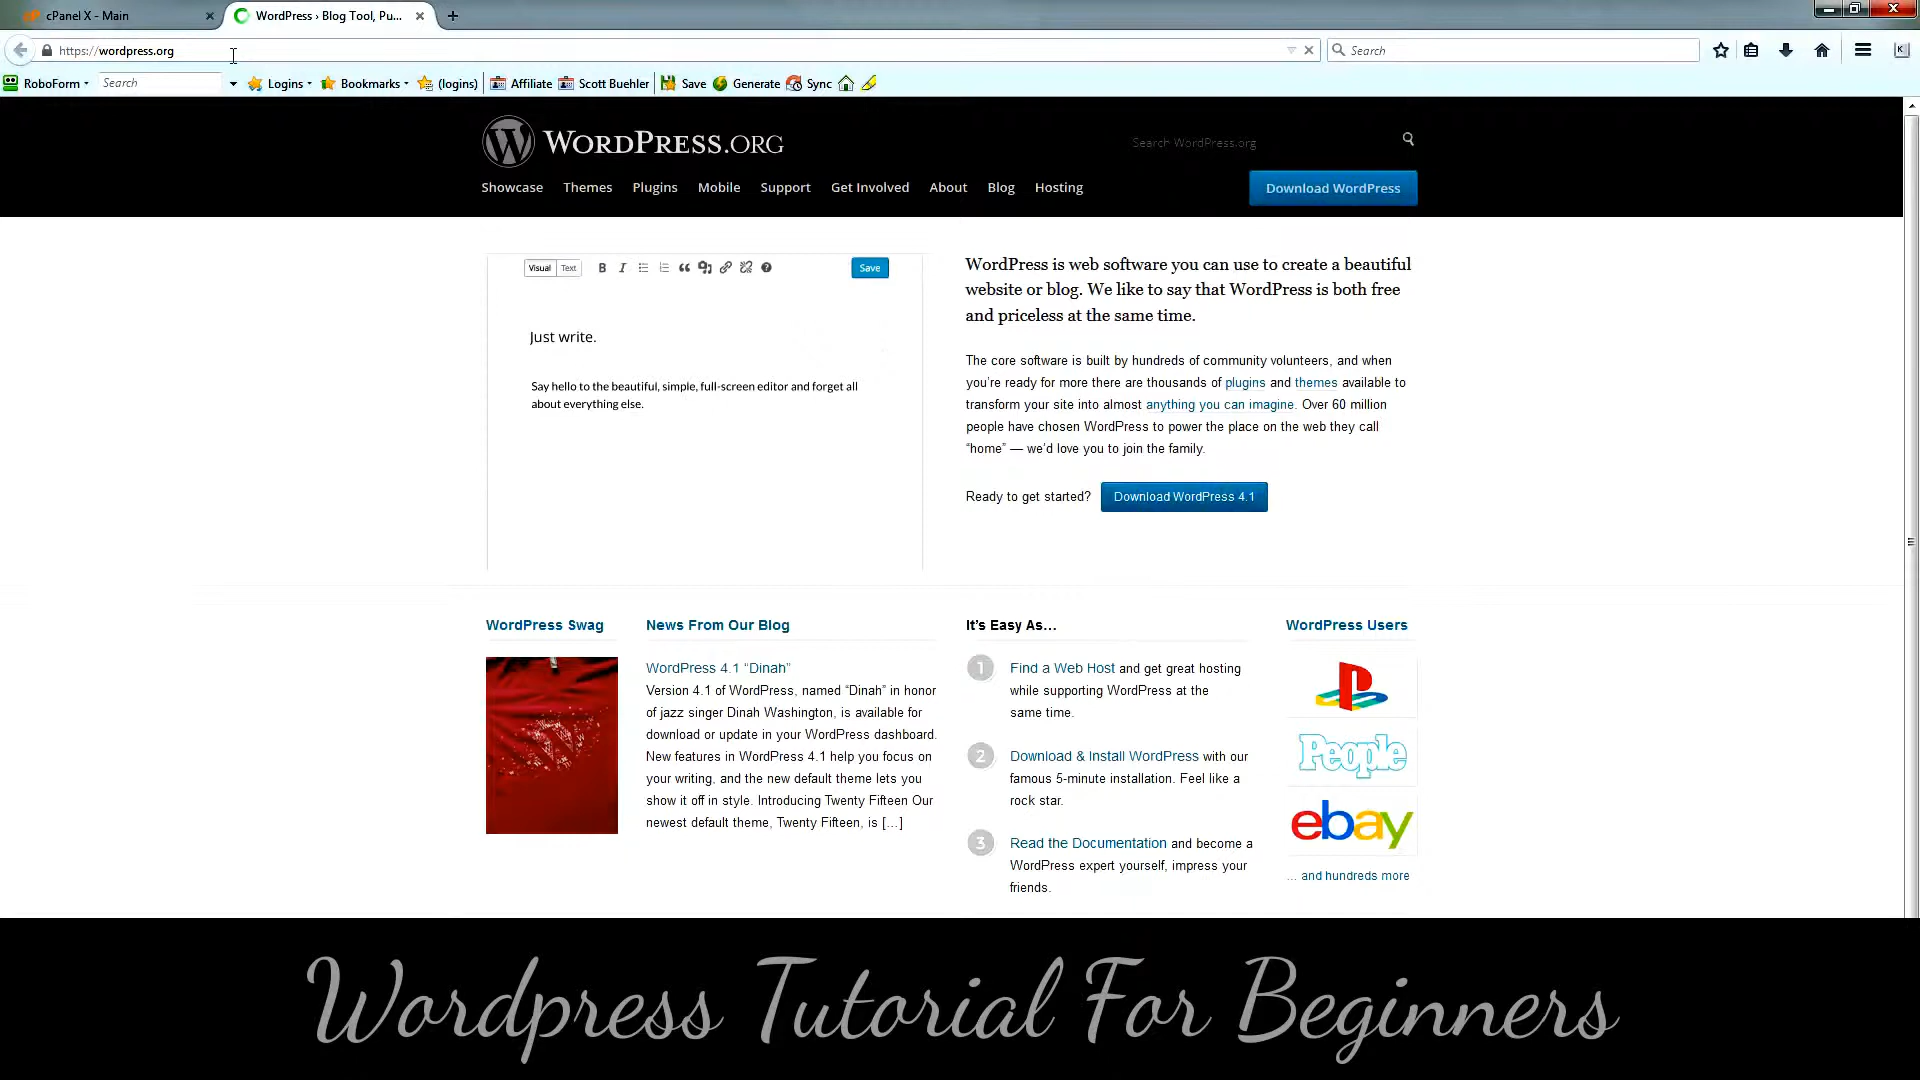 cPanel X - Main
WordPress › Blog Tool, Pu...
https://wordpress.org
Search
RoboForm
Search
Logins
Bookmarks
(logins)
Affiliate
Scott Buehler
Save
Generate
Sync
WORDPRESS.ORG
Search WordPress.org
Showcase Themes Plugins Mobile Support Get Involved About Blog Hosting
Download WordPress
Visual Text
Save
Just write.
Say hello to the beautiful, simple, full-screen editor and forget all
about everything else.
WordPress is web software you can use to create a beautiful
website or blog. We like to say that WordPress is both free
and priceless at the same time.
The core software is built by hundreds of community volunteers, and when
you’re ready for more there are thousands of plugins and themes available to
transform your site into almost anything you can imagine. Over 60 million
people have chosen WordPress to power the place on the web they call
“home” — we’d love you to join the family.
Ready to get started?
Download WordPress 4.1
WordPress Swag
News From Our Blog
WordPress 4.1 “Dinah”
Version 4.1 of WordPress, named “Dinah” in honor
of jazz singer Dinah Washington, is available for
download or update in your WordPress dashboard.
New features in WordPress 4.1 help you focus on
your writing, and the new default theme lets you
show it off in style. Introducing Twenty Fifteen Our
newest default theme, Twenty Fifteen, is [...]
It’s Easy As…
1
Find a Web Host and get great hosting
while supporting WordPress at the
same time.
2
Download & Install WordPress with our
famous 5-minute installation. Feel like a
rock star.
3
Read the Documentation and become a
WordPress expert yourself, impress your
friends.
WordPress Users
People
ebay
... and hundreds more
Wordpress Tutorial For Beginners